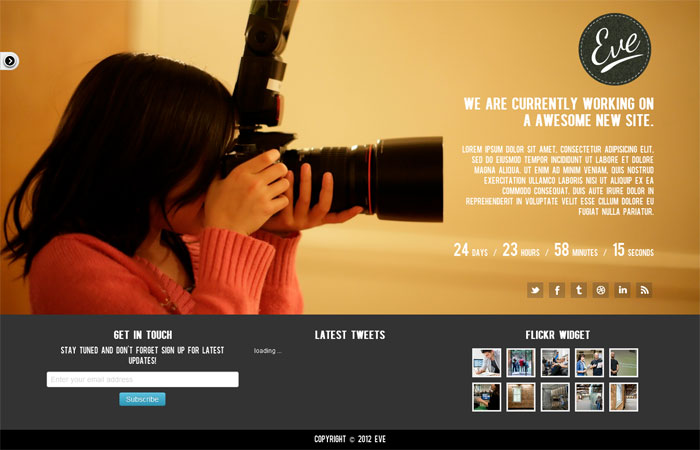 Eve
WE ARE CURRENTLY WORKING ON
A AWESOME NEW SITE.
LOREM IPSUM DOLOR SIT AMET, CONSECTETUR ADIPISICING ELIT,
SED DO EIUSMOD TEMPOR INCIDIDUNT UT LABORE ET DOLORE
MAGNA ALIQUA. UT ENIM AD MINIM VENIAM, QUIS NOSTRUD
EXERCITATION ULLAMCO LABORIS NISI UT ALIQUIP EX EA
COMMODO CONSEQUAT. DUIS AUTE IRURE DOLOR IN
REPREHENDERIT IN VOLUPTATE VELIT ESSE CILLUM DOLORE EU
FUGIAT NULLA PARIATUR.
24 DAYS / 23 HOURS / 58 MINUTES / 15 SECONDS
GET IN TOUCH
STAY TUNED AND DON'T FORGET SIGN UP FOR LATEST
UPDATES!
Enter your email address
Subscribe
LATEST TWEETS
loading ...
FLICKR WIDGET
COPYRIGHT © 2012 EVE